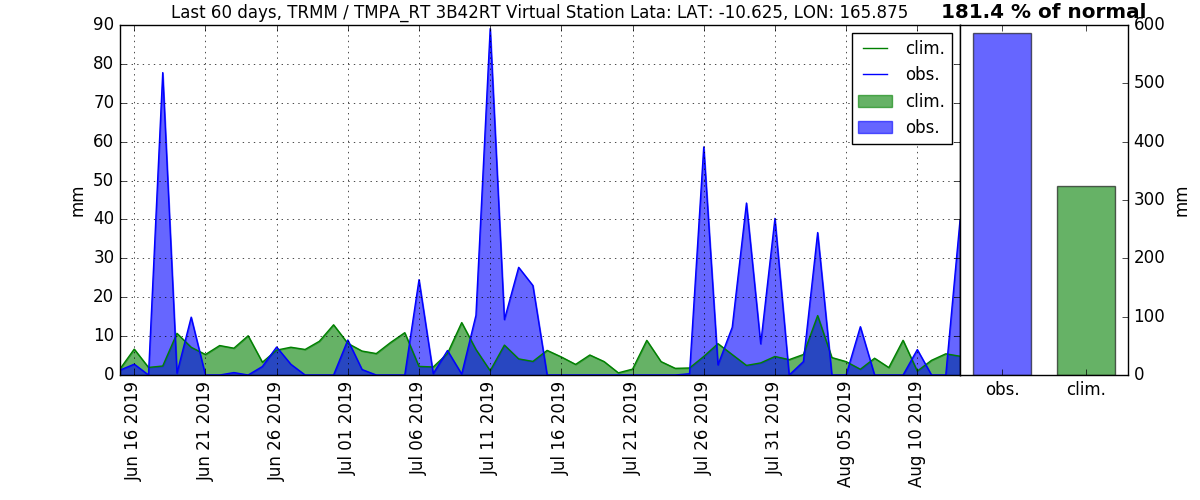 Last 60 days, TRMM / TMPA_RT 3B42RT Virtual Station Lata: LAT: -10.625, LON: 165.875
181.4 % of normal
90
80
70
60
50
40
30
20
10
0
mm
clim.
obs.
clim.
obs.
600
500
400
300
200
100
0
mm
Jun 16 2019
Jun 21 2019
Jun 26 2019
Jul 01 2019
Jul 06 2019
Jul 11 2019
Jul 16 2019
Jul 21 2019
Jul 26 2019
Jul 31 2019
Aug 05 2019
Aug 10 2019
obs.
clim.